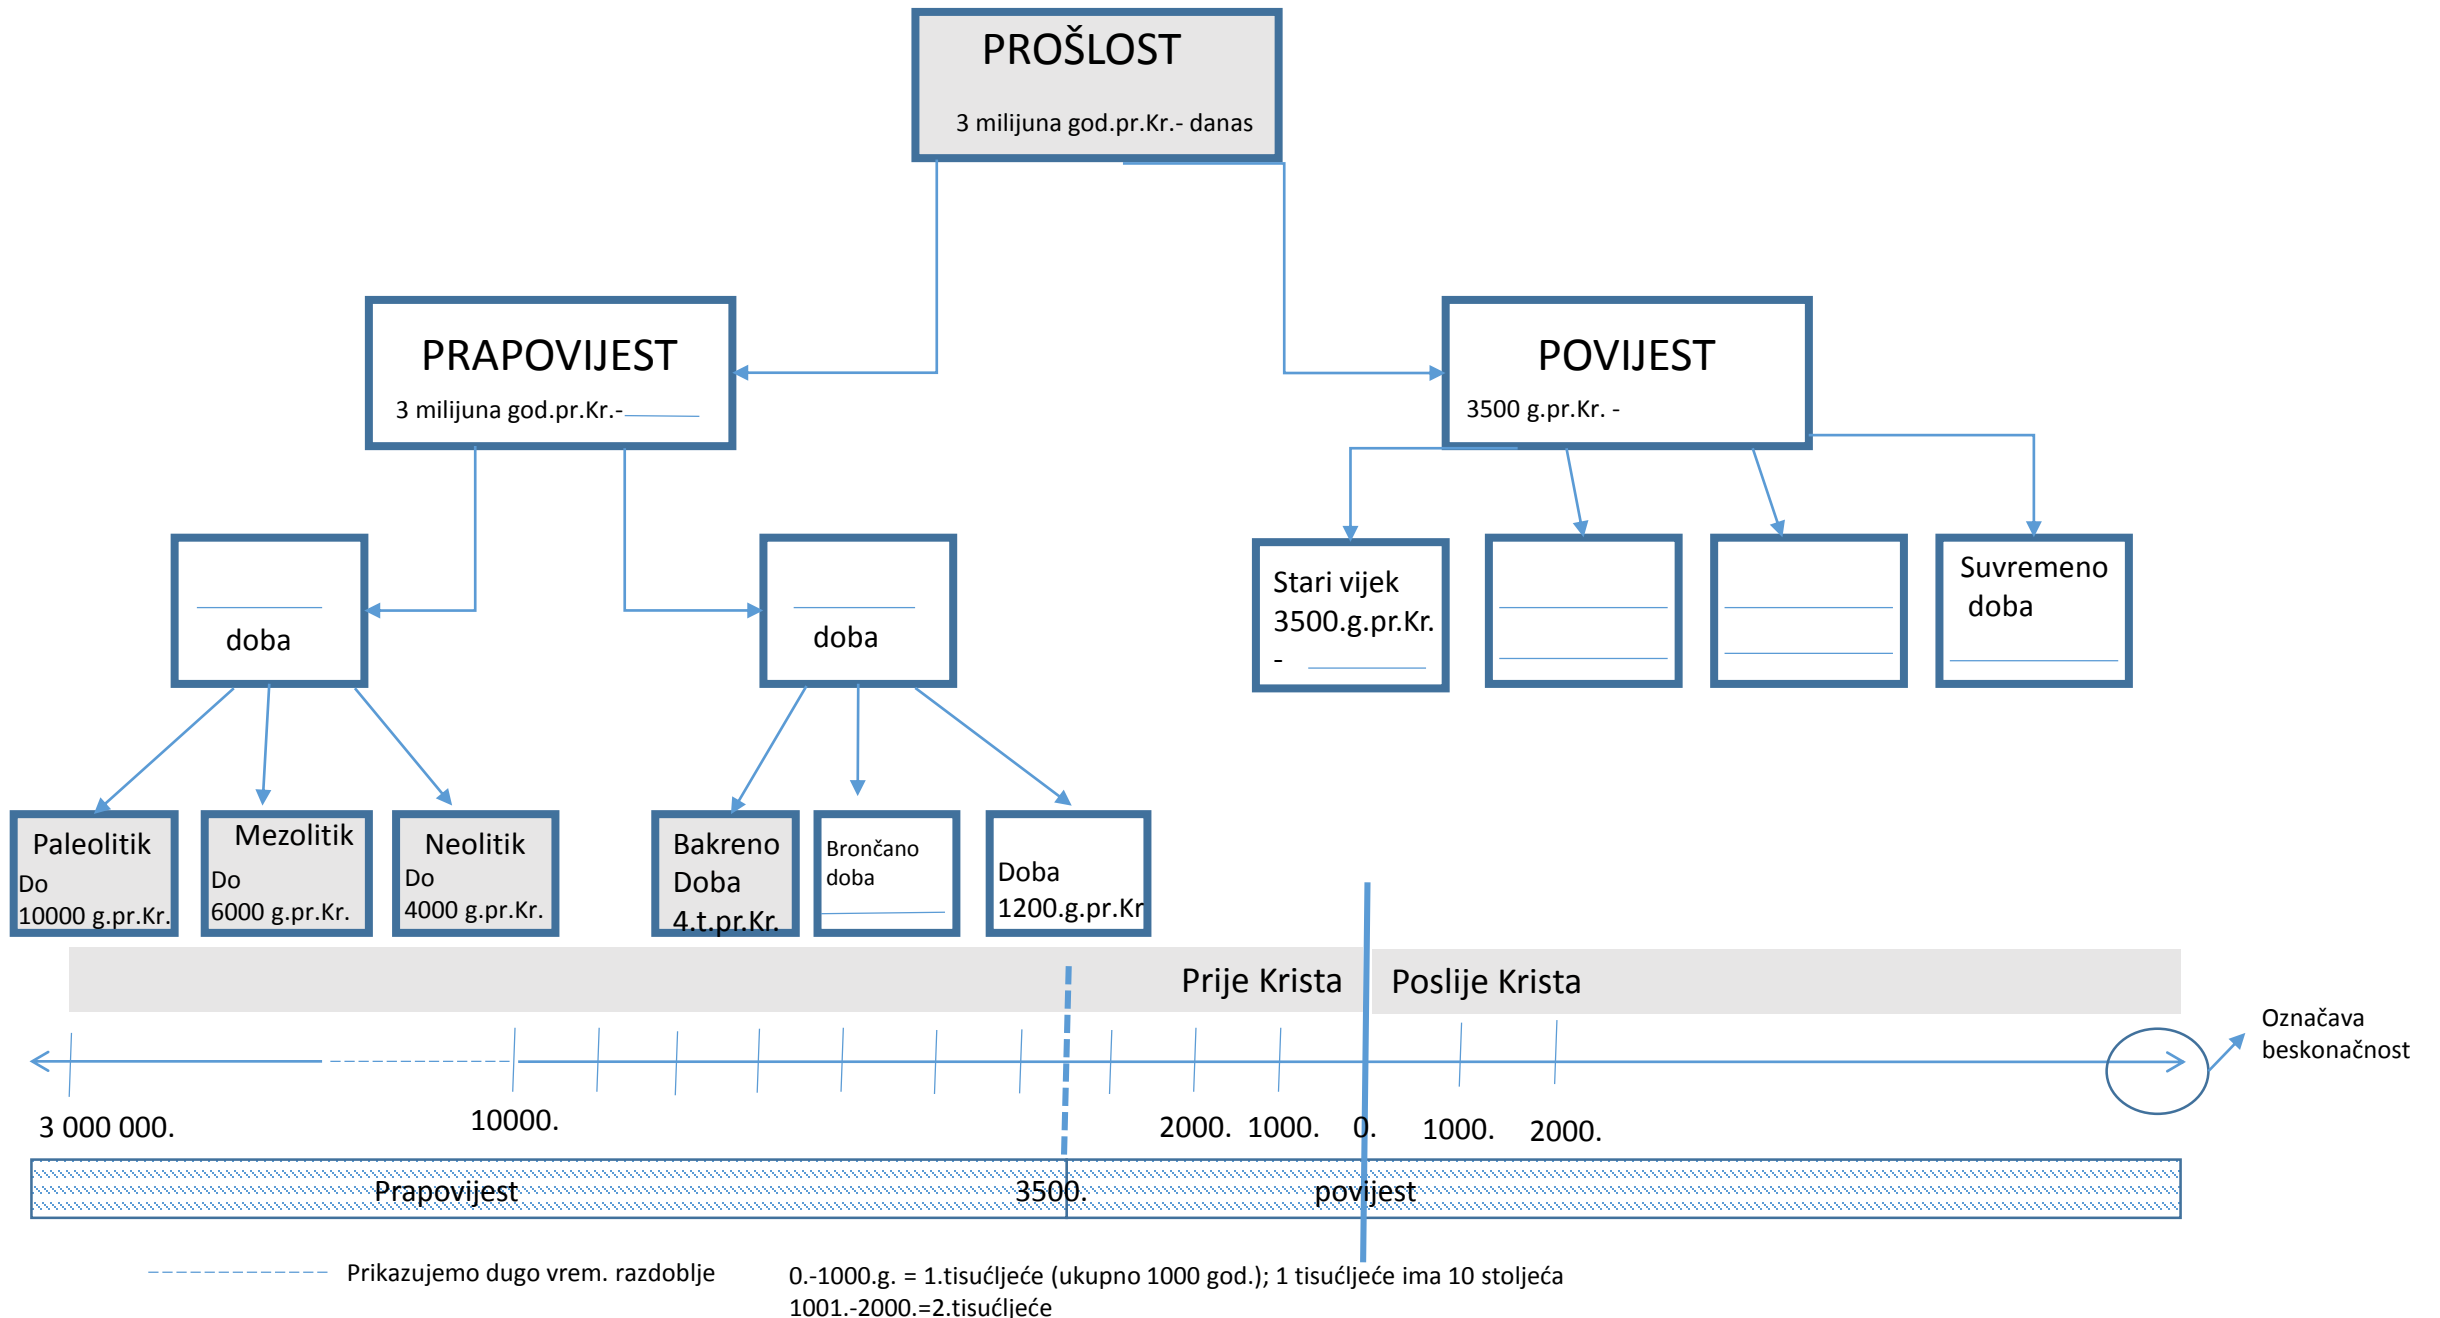 PROŠLOST
3 milijuna god.pr.Kr.- danas
PRAPOVIJEST
3 milijuna god.pr.Kr.-
POVIJEST
3500 g.pr.Kr. -
doba
doba
Stari vijek
3500.g.pr.Kr.
-
Suvremeno
doba
Paleolitik
Do
10000 g.pr.Kr.
Mezolitik
Do
6000 g.pr.Kr.
Neolitik
Do
4000 g.pr.Kr.
Bakreno
Doba
4.t.pr.Kr.
Brončano
doba
Doba
1200.g.pr.Kr
Prije Krista
Poslije Krista
Označava
beskonačnost
3 000 000.
10000.
2000.
1000.
0.
1000.
2000.
Prapovijest
3500.
povijest
Prikazujemo dugo vrem. razdoblje
0.-1000.g. = 1.tisućljeće (ukupno 1000 god.); 1 tisućljeće ima 10 stoljeća
1001.-2000.=2.tisućljeće